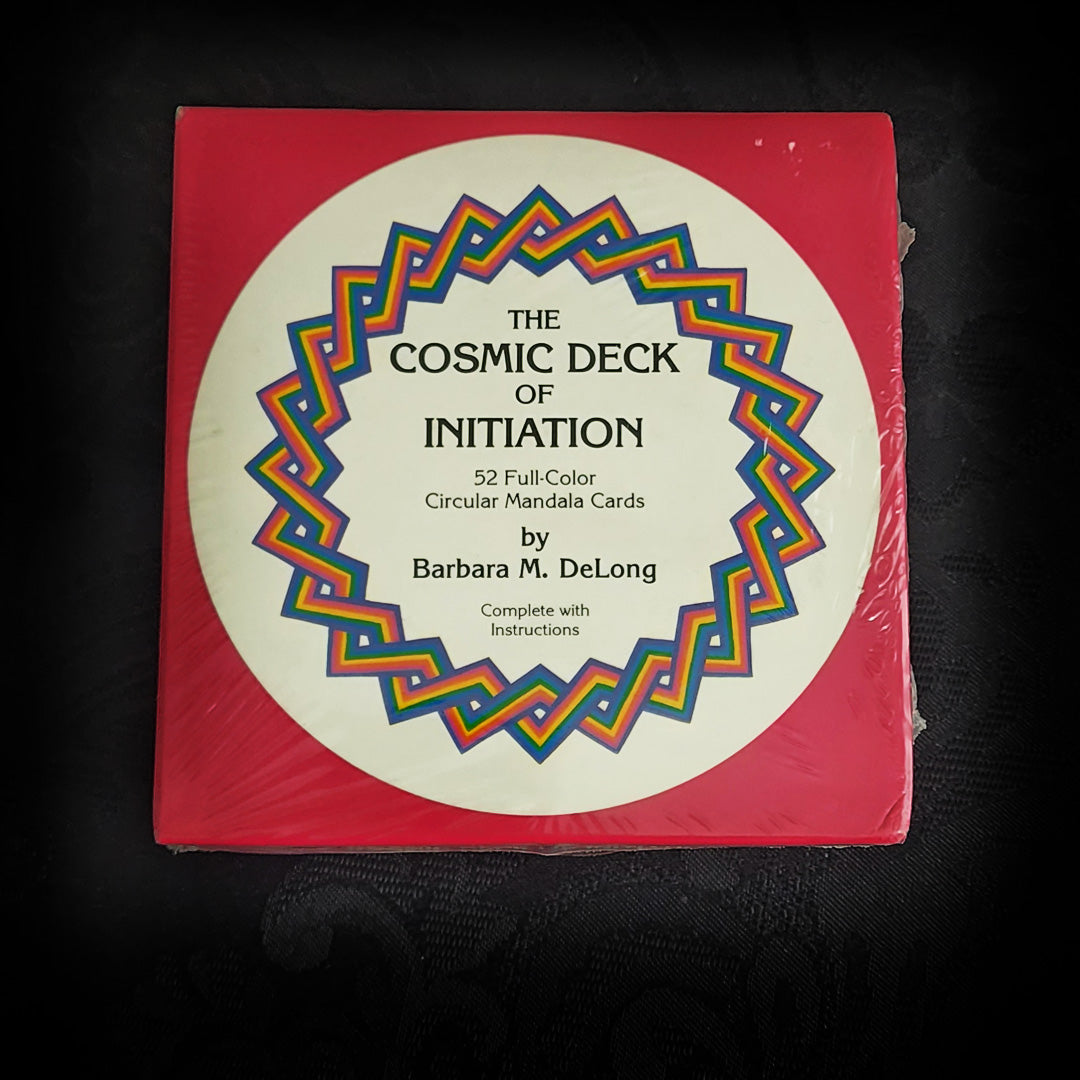 THE
COSMIC DECK
OF
INITIATION
52 Full-Color
Circular Mandala Cards
by
Barbara M. DeLong
Complete with
Instructions